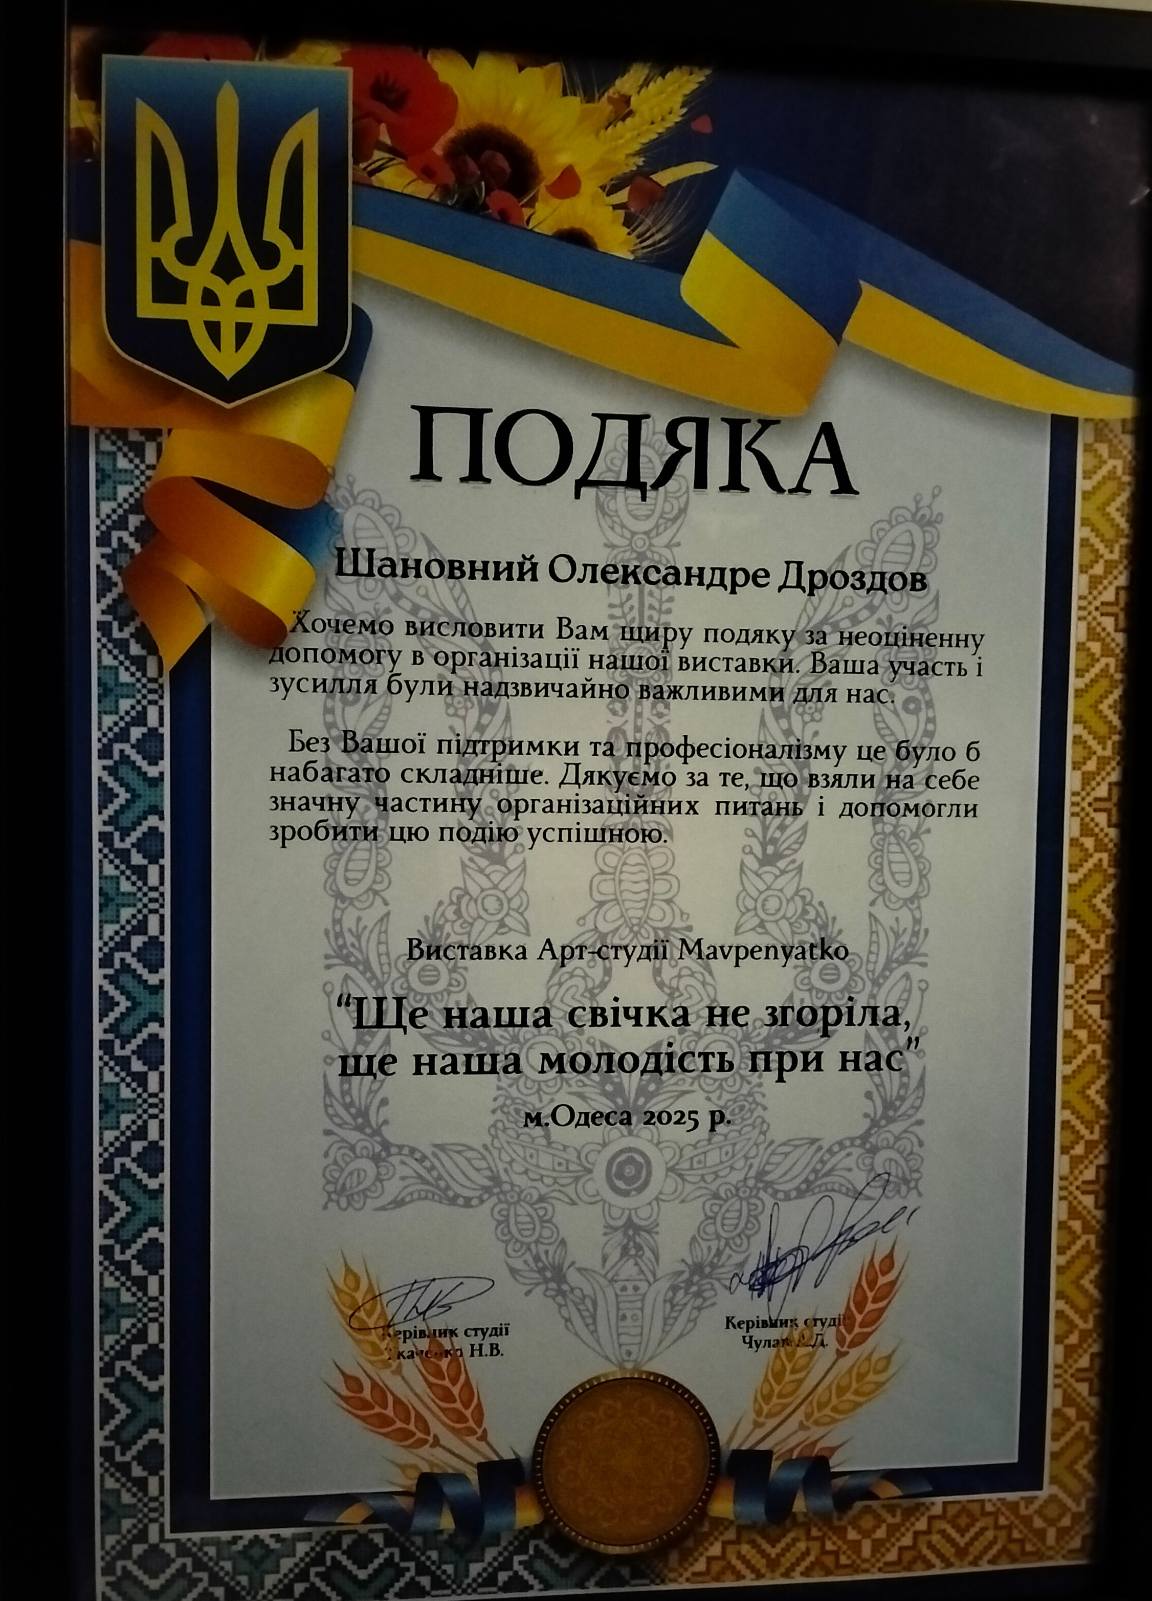 ПОДЯКА
Шановний Олександре Дроздов
Хочемо висловити Вам щиру подяку за неоціненну
допомогу в організації нашої виставки. Ваша участь і
зусилля були надзвичайно важливими для нас.
Без Вашої підтримки та професіоналізму це було б
набагато складніше. Дякуємо за те, що взяли на себе
значну частину організаційних питань і допомогли
зробити цю подію успішною.
Виставка Арт-студії Mavpenyatko
“Ще наша свічка не згоріла,
ще наша молодість при нас”
м.Одеса 2025 р.
Керівник студії
Н.В.
Керівник студії